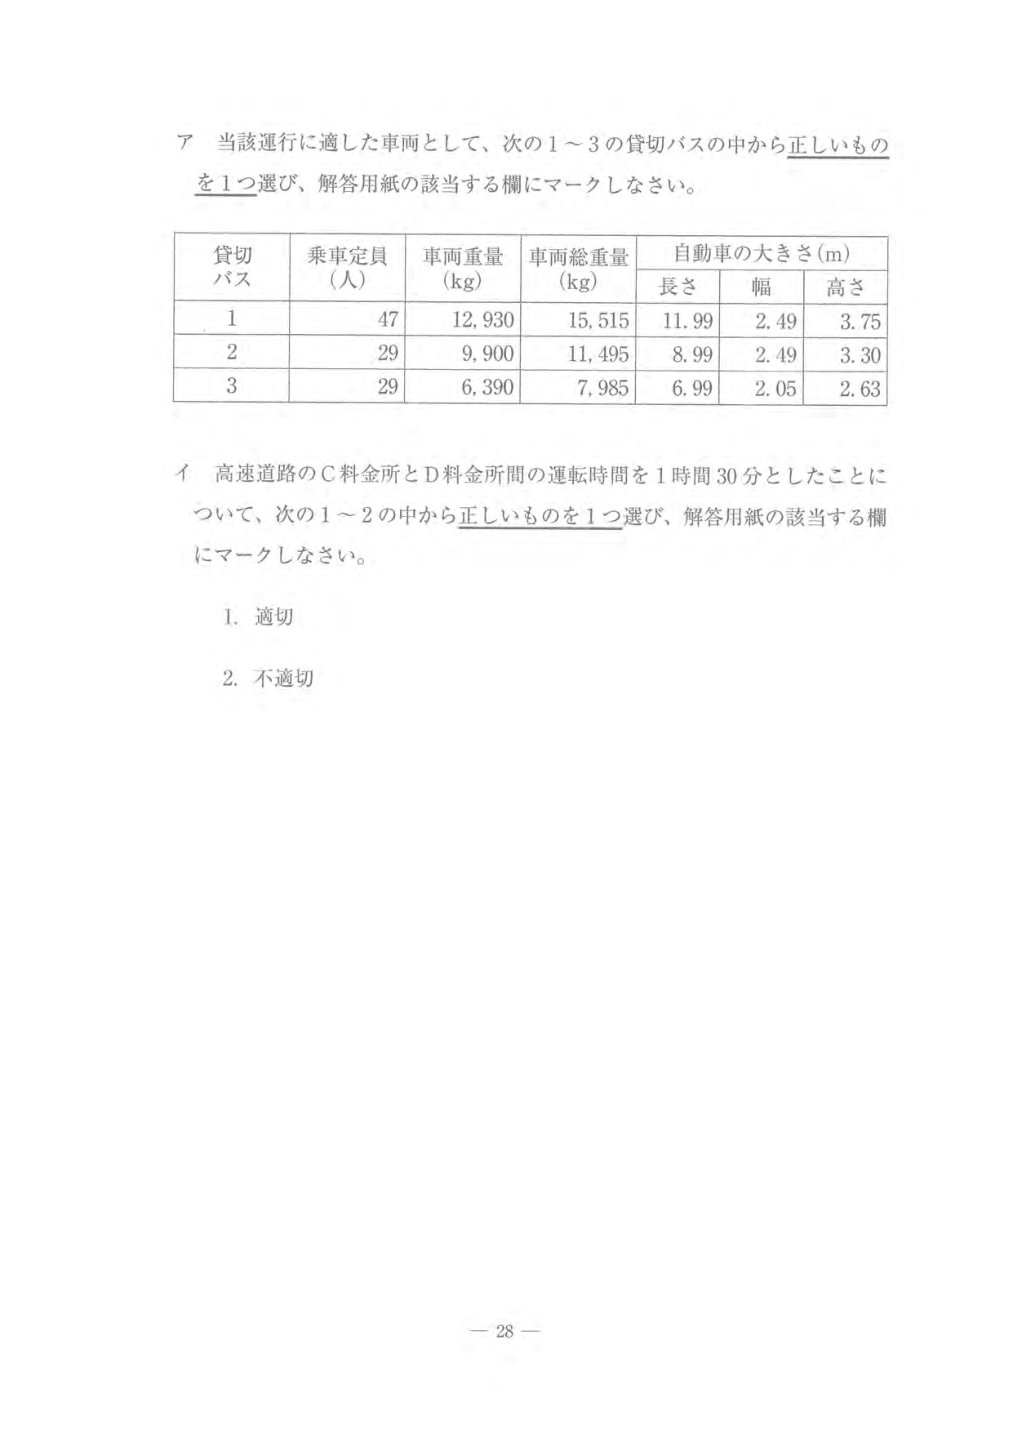 ア 当該運行に適した車両として、次の1～3の貸切バスの中から正しいもの
を1つ選び、解答用紙の該当する欄にマークしなさい。
貸切
バス
乗車定員
(人)
車両重量
(kg)
車両総重量
(kg)
自動車の大きさ(m)
長さ 幅 高さ
1 47 12,930 15,515 11.99 2.49 3.75
2 29 9,900 11,495 8.99 2.49 3.30
3 29 6,390 7,985 6.99 2.05 2.63
イ 高速道路のC料金所とD料金所間の運転時間を1時間30分としたことに
ついて、次の1～2の中から正しいものを1つ選び、解答用紙の該当する欄
にマークしなさい。
1. 適切
2. 不適切
― 28 ―